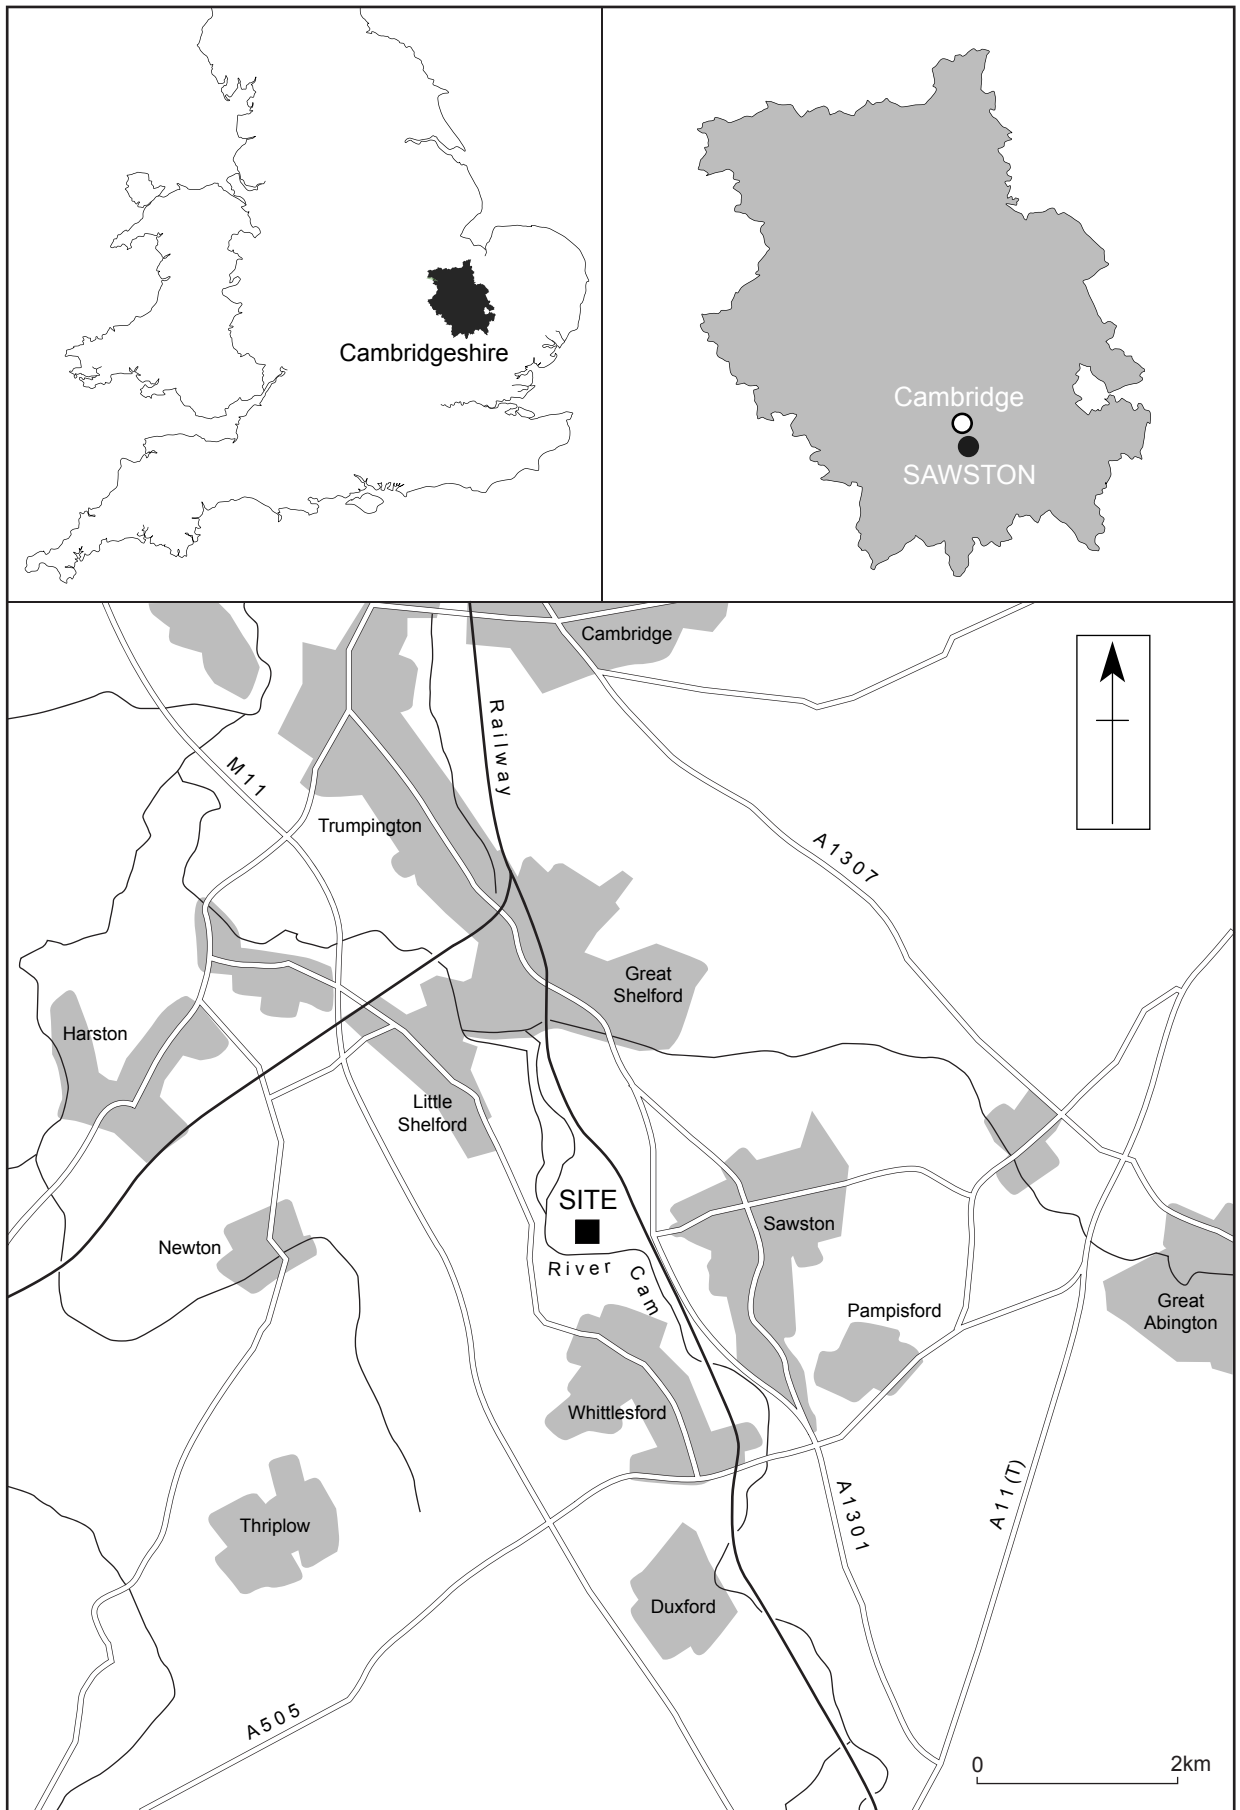 Cambridgeshire
Cambridge
SAWSTON
Cambridge
Railway
M11
Trumpington
A1307
Great
Shelford
Harston
Little
Shelford
SITE
Sawston
Newton
River Cam
Pampisford
Great
Abington
Whittlesford
A11(T)
A1301
Thriplow
Duxford
A505
0 2km